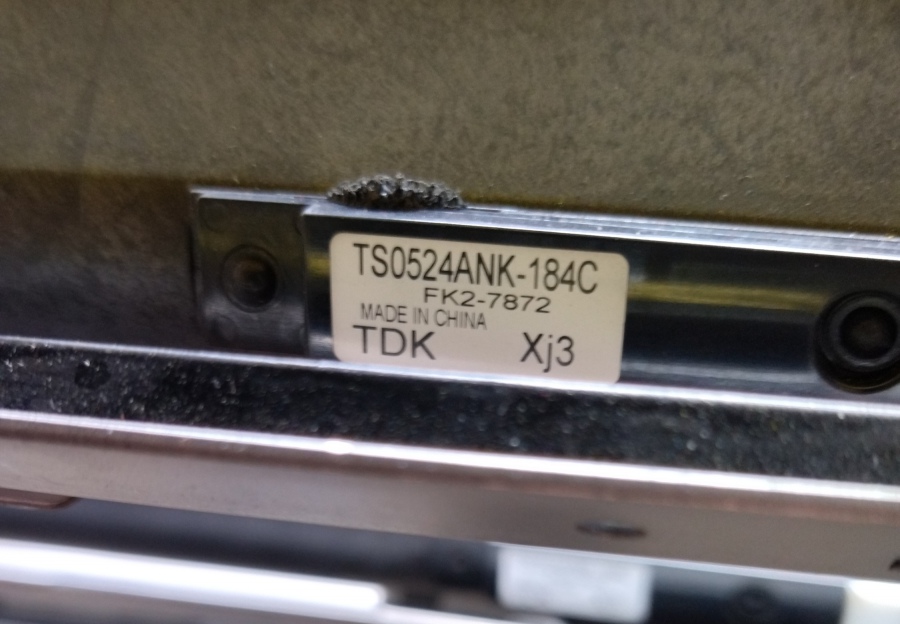 TS0524ANK-184C
FK2-7872
MADE IN CHINA
TDK Xj3